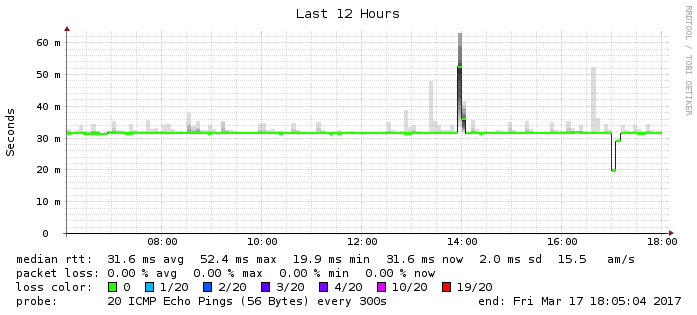 Last 12 Hours
RRDTOOL / TOBI OETIKER
Seconds
60 m
50 m
40 m
30 m
20 m
10 m
0
08:00 10:00 12:00 14:00 16:00 18:00
median rtt: 31.6 ms avg 52.4 ms max 19.9 ms min 31.6 ms now 2.0 ms sd 15.5 am/s
packet loss: 0.00 % avg 0.00 % max 0.00 % min 0.00 % now
loss color: 0 1/20 2/20 3/20 4/20 10/20 19/20
probe: 20 ICMP Echo Pings (56 Bytes) every 300s end: Fri Mar 17 18:05:04 2017